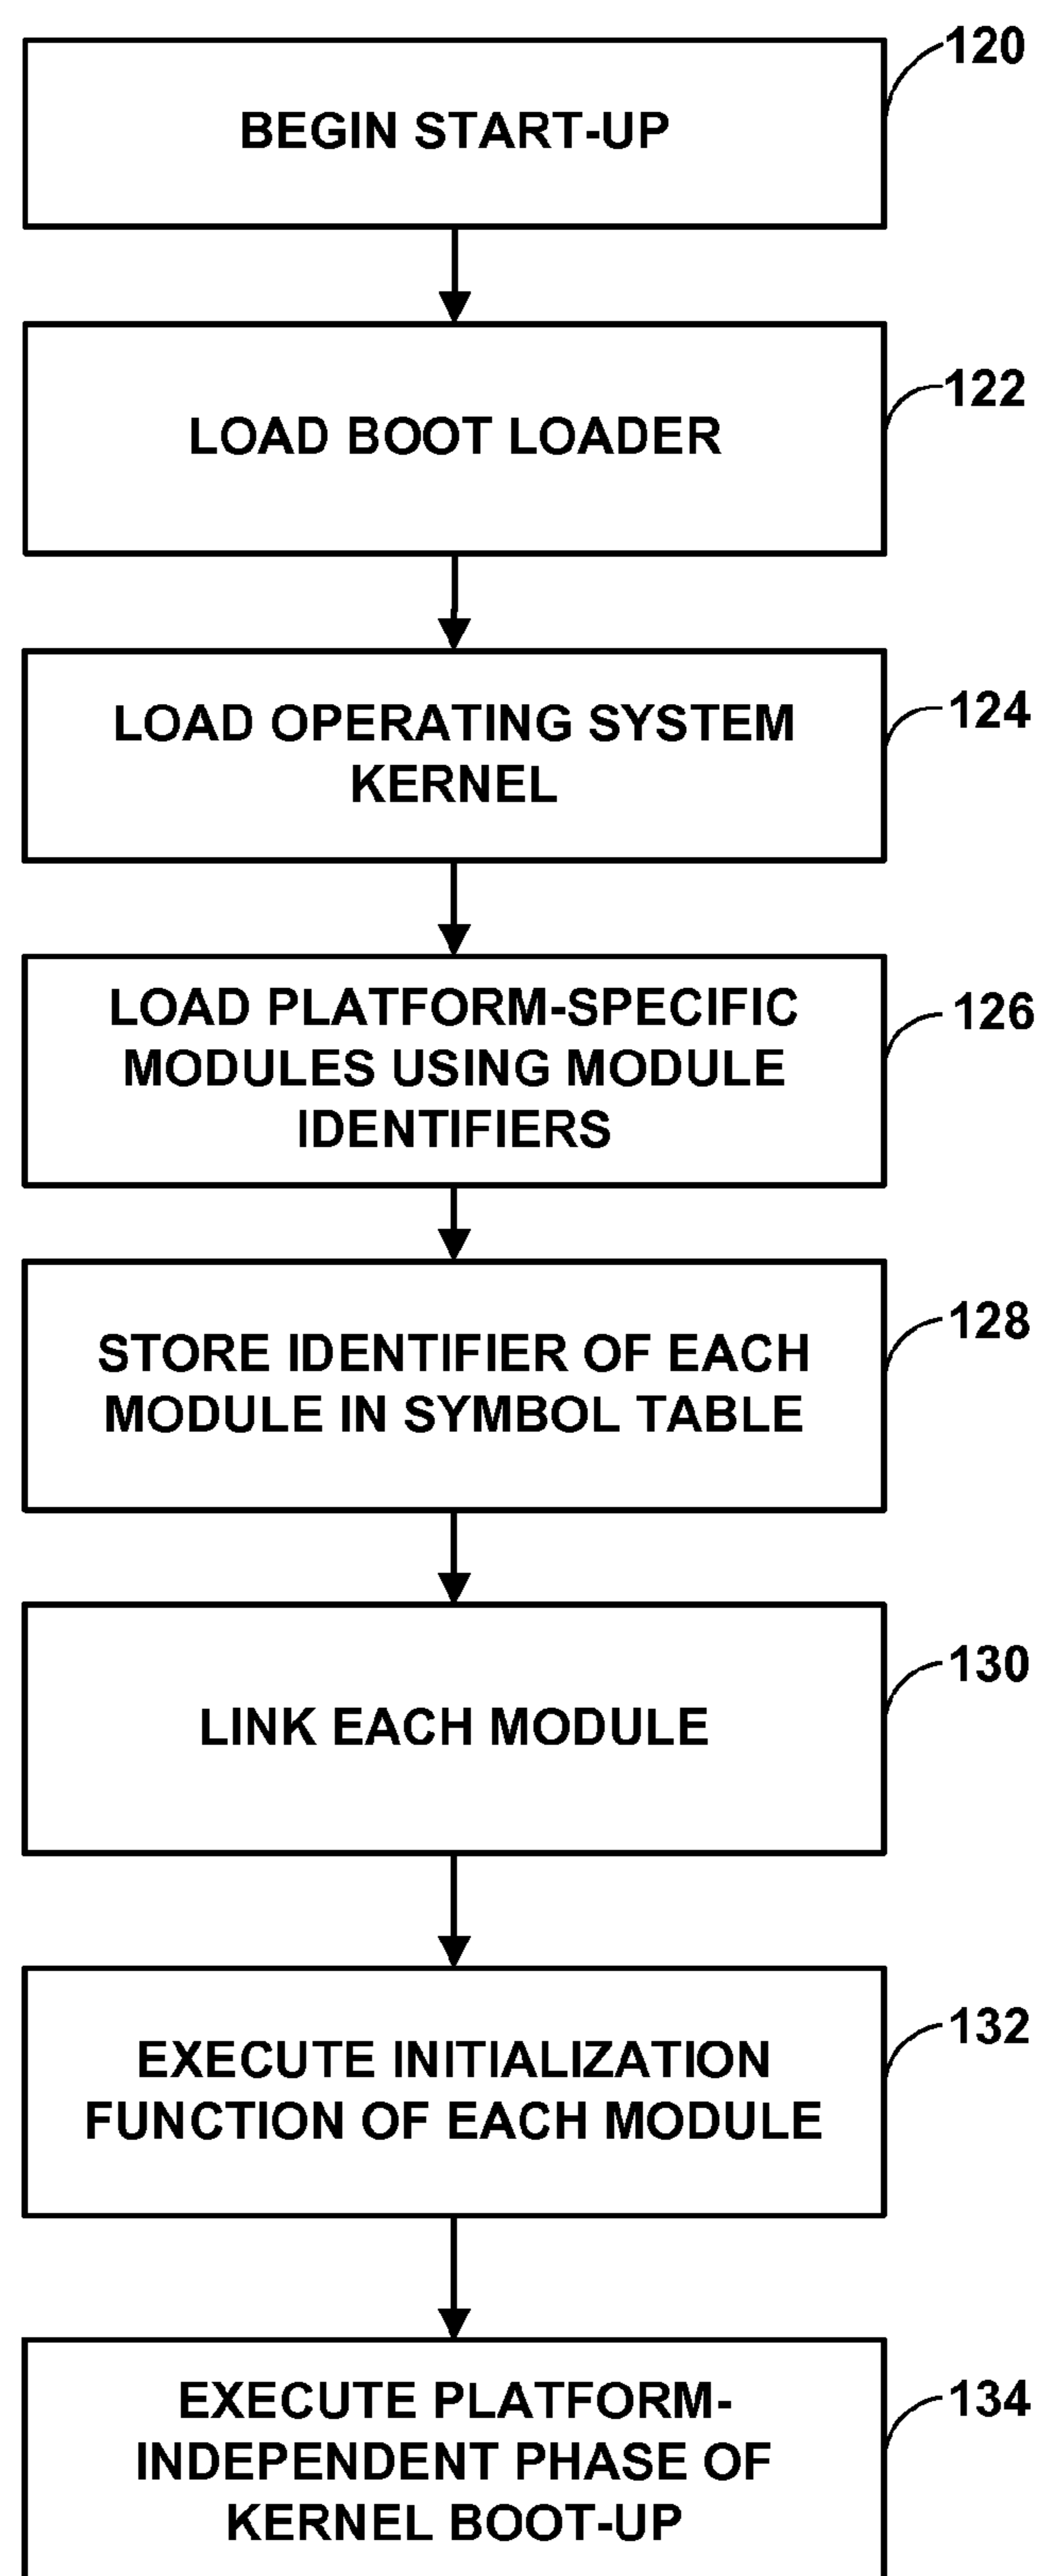 120
BEGIN START-UP
122
LOAD BOOT LOADER
124
LOAD OPERATING SYSTEM
KERNEL
126
LOAD PLATFORM-SPECIFIC
MODULES USING MODULE
IDENTIFIERS
128
STORE IDENTIFIER OF EACH
MODULE IN SYMBOL TABLE
130
LINK EACH MODULE
132
EXECUTE INITIALIZATION
FUNCTION OF EACH MODULE
134
EXECUTE PLATFORM-
INDEPENDENT PHASE OF
KERNEL BOOT-UP